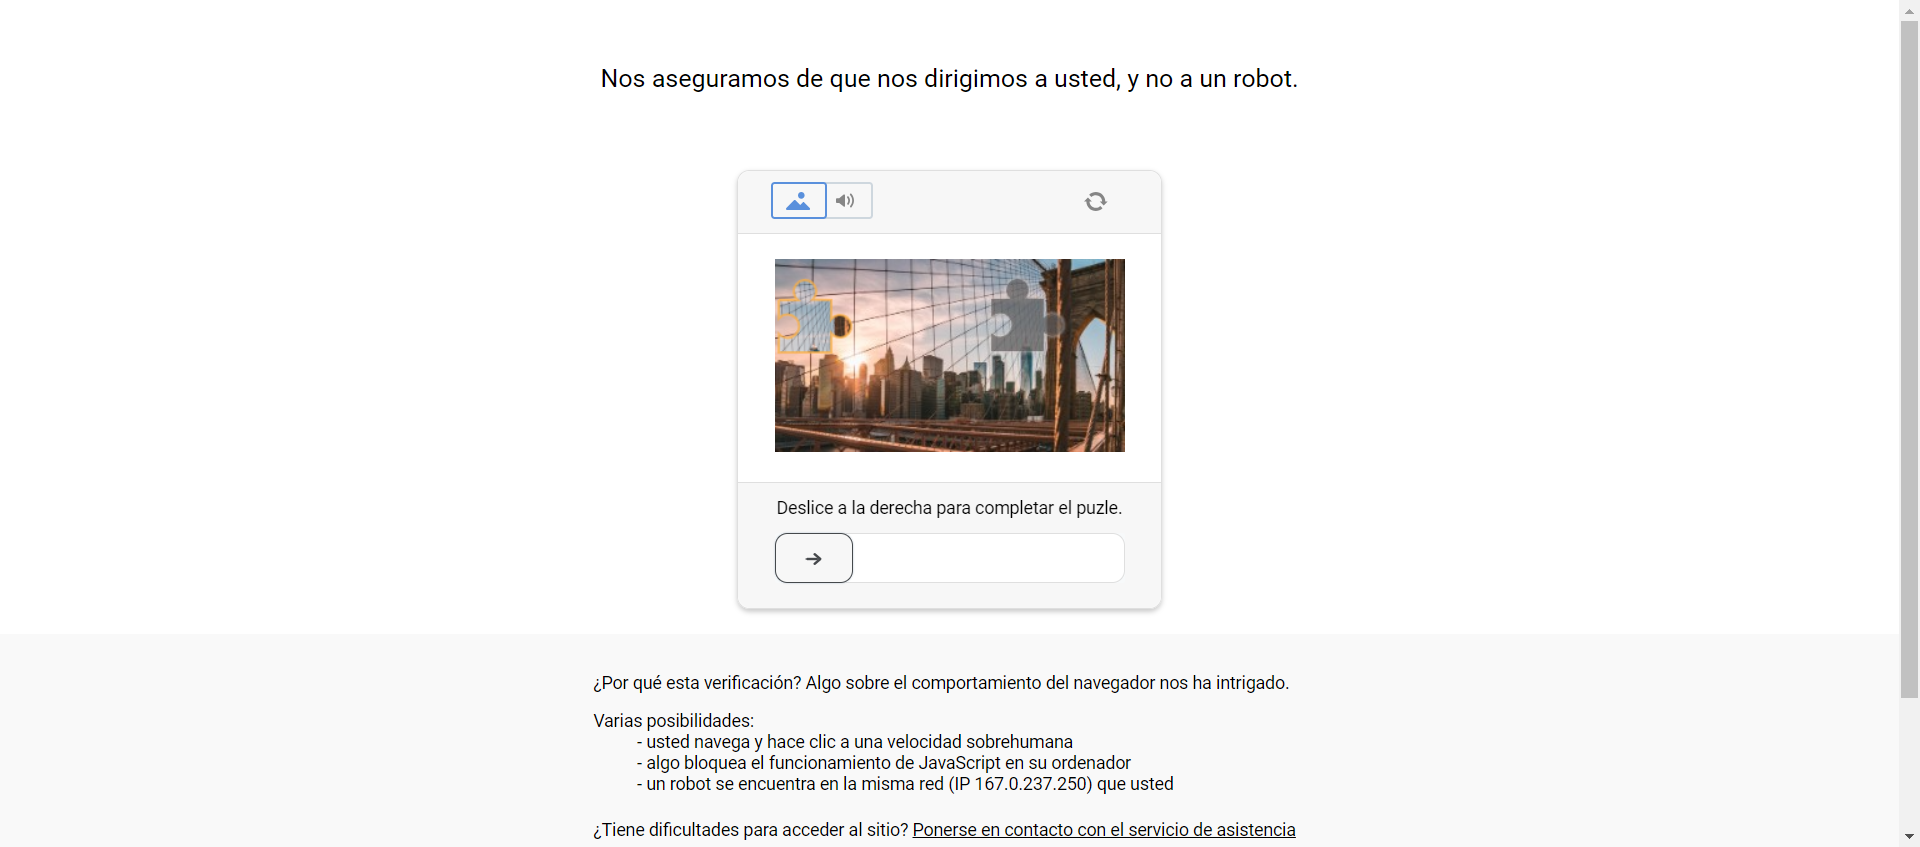 Nos aseguramos de que nos dirigimos a usted, y no a un robot.
Deslice a la derecha para completar el puzle.
¿Por qué esta verificación? Algo sobre el comportamiento del navegador nos ha intrigado.
Varias posibilidades:
- usted navega y hace clic a una velocidad sobrehumana
- algo bloquea el funcionamiento de JavaScript en su ordenador
- un robot se encuentra en la misma red (IP 167.0.237.250) que usted
¿Tiene dificultades para acceder al sitio? Ponerse en contacto con el servicio de asistencia